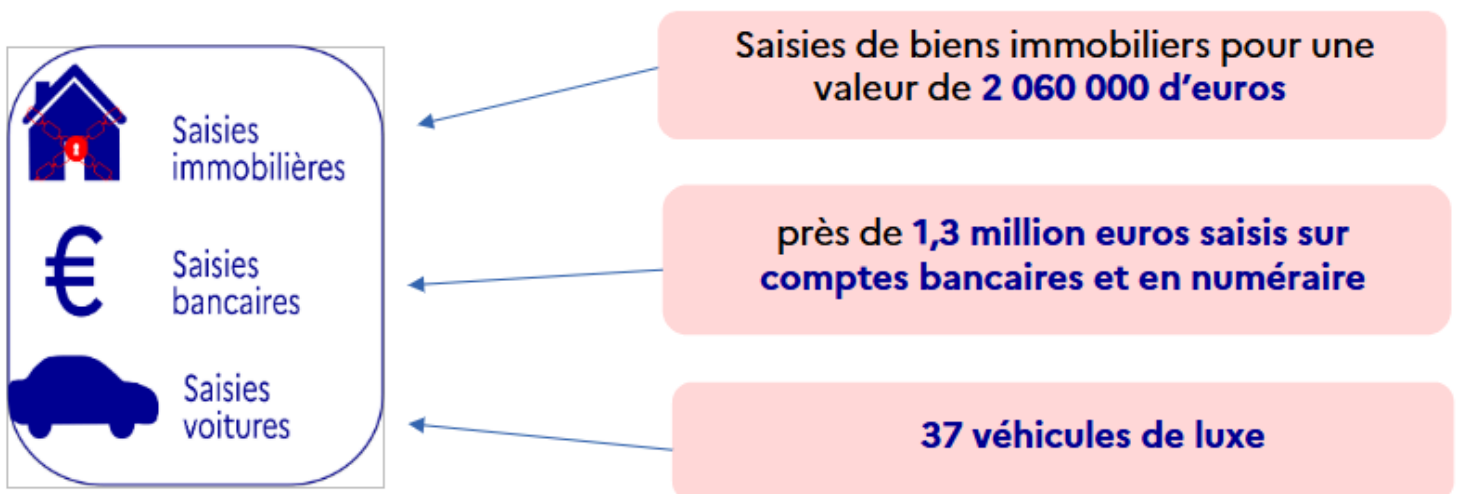 Saisies
immobilières
€
Saisies
bancaires
Saisies
voitures
Saisies de biens immobiliers pour une
valeur de 2 060 000 d’euros
près de 1,3 million euros saisis sur
comptes bancaires et en numéraire
37 véhicules de luxe